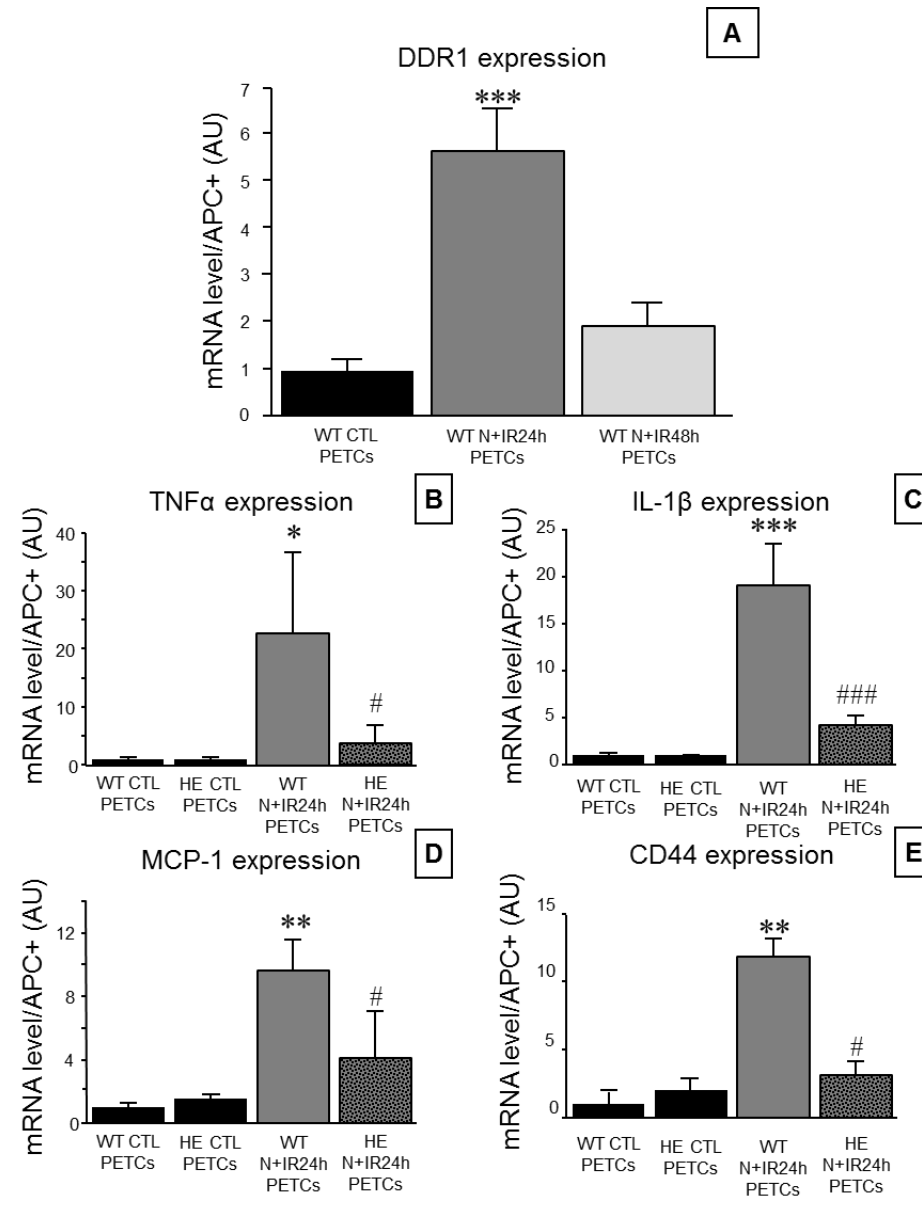 A
DDR1 expression
mRNA level/APC+ (AU)
7
6
5
4
3
2
1
0
***
WT CTL
PETCs
WT N+IR24h
PETCs
WT N+IR48h
PETCs
B
TNFα expression
mRNA level/APC+ (AU)
40
30
20
10
0
*
#
WT CTL
PETCs
HE CTL
PETCs
WT
N+IR24h
PETCs
HE
N+IR24h
PETCs
C
IL-1β expression
mRNA level/APC+ (AU)
25
20
15
10
5
0
***
###
WT CTL
PETCs
HE CTL
PETCs
WT
N+IR24h
PETCs
HE
N+IR24h
PETCs
D
MCP-1 expression
mRNA level/APC+ (AU)
12
8
4
0
**
#
WT CTL
PETCs
HE CTL
PETCs
WT
N+IR24h
PETCs
HE
N+IR24h
PETCs
E
CD44 expression
mRNA level/APC+ (AU)
15
10
5
0
**
#
WT CTL
PETCs
HE CTL
PETCs
WT
N+IR24h
PETCs
HE
N+IR24h
PETCs